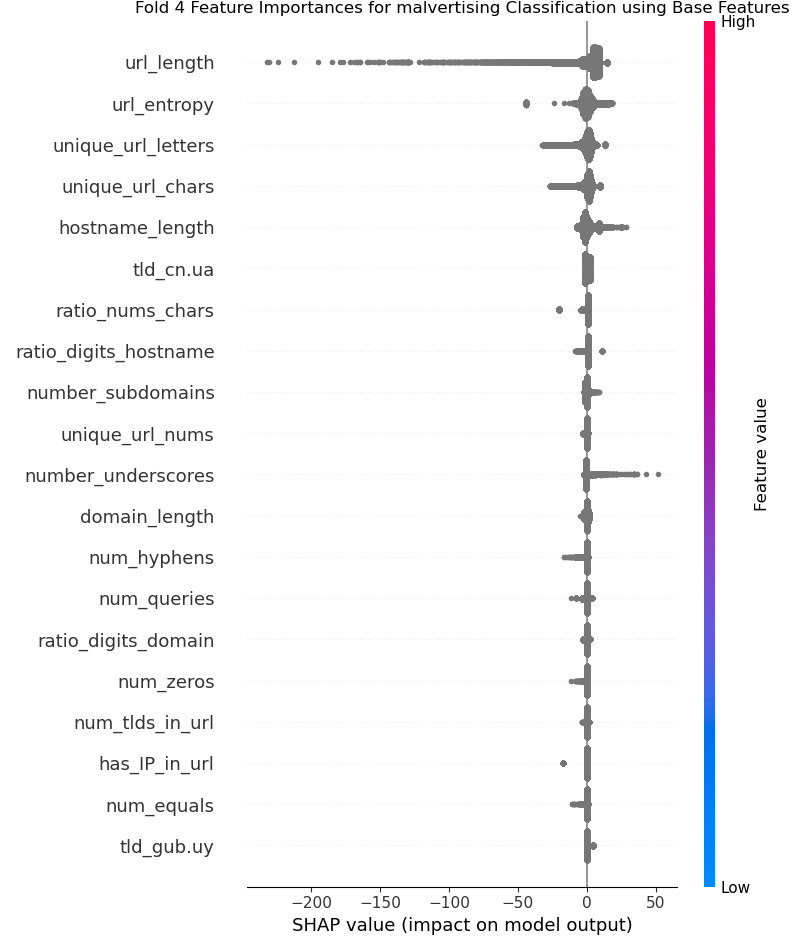 Fold 4 Feature Importances for malvertising Classification using Base Features
High
url_length
url_entropy
unique_url_letters
unique_url_chars
hostname_length
tld_cn.ua
ratio_nums_chars
ratio_digits_hostname
number_subdomains
unique_url_nums
number_underscores
domain_length
num_hyphens
num_queries
ratio_digits_domain
num_zeros
num_tlds_in_url
has_IP_in_url
num_equals
tld_gub.uy
Feature value
Low
−200 −150 −100 −50 0 50
SHAP value (impact on model output)